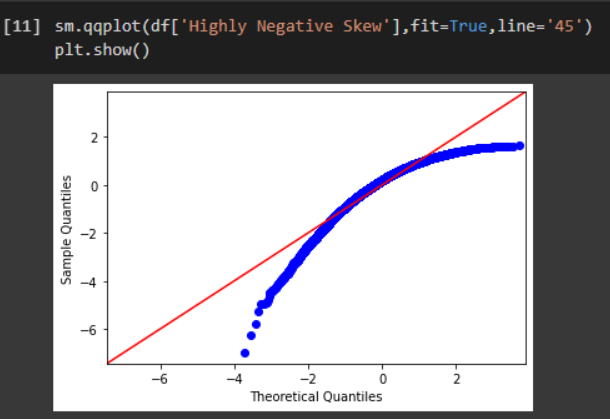 [11] sm.qqplot(df['Highly Negative Skew'],fit=True,line='45')
plt.show()
2
0
−2
−4
−6
Sample Quantiles
−6 −4 −2 0 2
Theoretical Quantiles